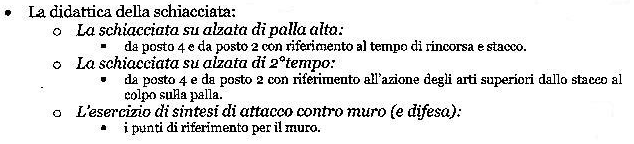 • La didattica della schiacciata:
o La schiacciata su alzata di palla alta:
▪ da posto 4 e da posto 2 con riferimento al tempo di rincorsa e stacco.
o La schiacciata su alzata di 2°tempo:
▪ da posto 4 e da posto 2 con riferimento all'azione degli arti superiori dallo stacco al
colpo sulla palla.
o L'esercizio di sintesi di attacco contro muro (e difesa):
▪ i punti di riferimento per il muro.